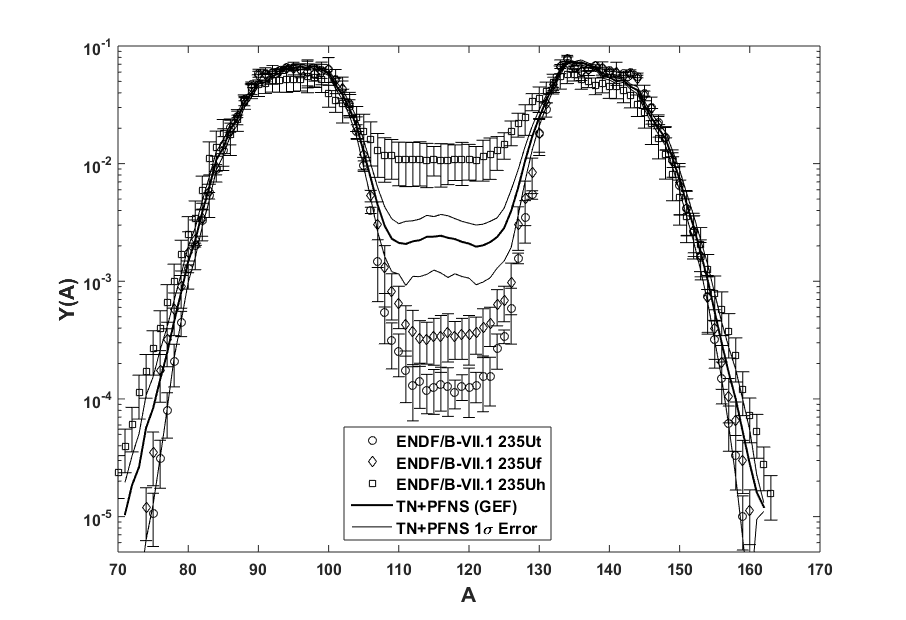 10⁻¹
10⁻²
10⁻³
10⁻⁴
10⁻⁵
Y(A)
ENDF/B-VII.1 235Ut
ENDF/B-VII.1 235Uf
ENDF/B-VII.1 235Uh
TN+PFNS (GEF)
TN+PFNS 1σ Error
70 80 90 100 110 120 130 140 150 160 170
A